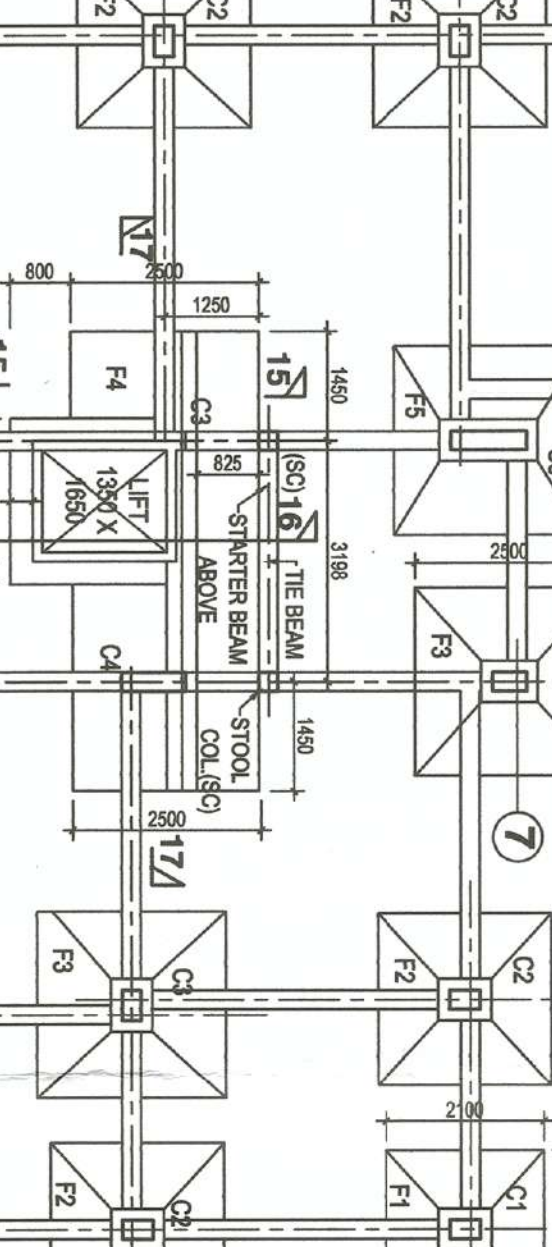 F2
C2
F2
C2
17
800
2500
1250
F4
15
1450
F5
C3
825
(SC)
16
LIFT
1350 X
1650
STARTER BEAM
ABOVE
TIE BEAM
3198
2500
F3
C4
STOOL
COL.(SC)
1450
2500
17
7
F3
C3
F2
C2
2100
F2
C2
F1
C1